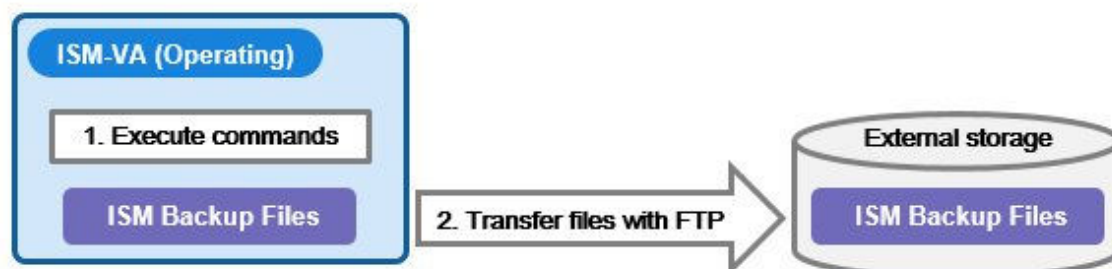 ISM-VA (Operating)
1. Execute commands
ISM Backup Files
2. Transfer files with FTP
External storage
ISM Backup Files